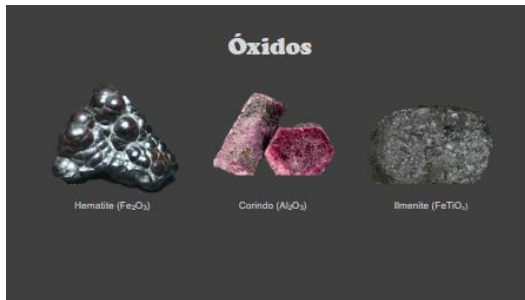 Óxidos
Hematite (Fe₂O₃)
Corindo (Al₂O₃)
Ilmenite (FeTiO₃)